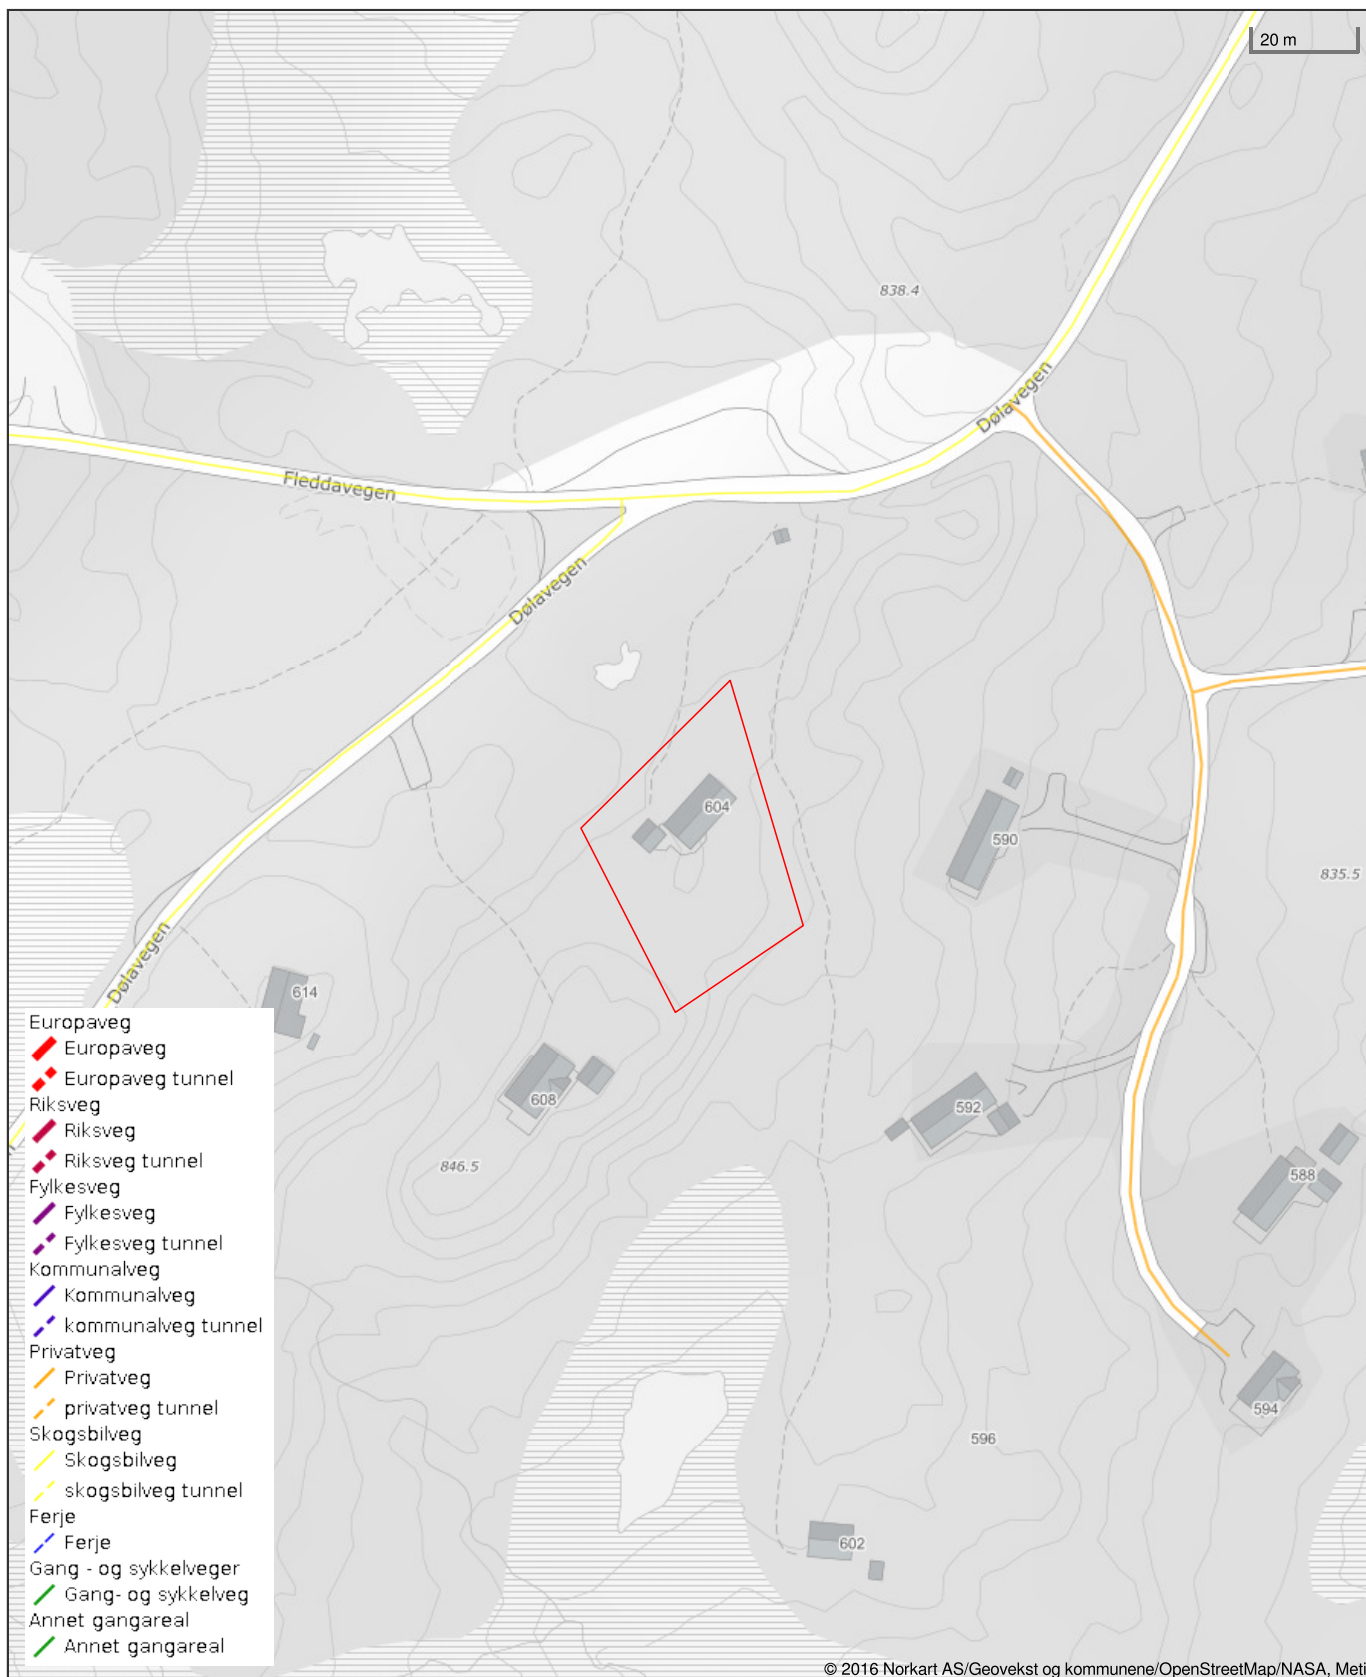 20 m
838.4
Dølavegen
Fleddavegen
Dølavegen
604
590
835.5
Dølavegen
614
608
592
846.5
588
594
596
602
Europaveg
Europaveg
Europaveg tunnel
Riksveg
Riksveg
Riksveg tunnel
Fylkesveg
Fylkesveg
Fylkesveg tunnel
Kommunalveg
Kommunalveg
kommunalveg tunnel
Privatveg
Privatveg
privatveg tunnel
Skogsbilveg
Skogsbilveg
skogsbilveg tunnel
Ferje
Ferje
Gang - og sykkelveger
Gang- og sykkelveg
Annet gangareal
Annet gangareal
© 2016 Norkart AS/Geovekst og kommunene/OpenStreetMap/NASA, Meti